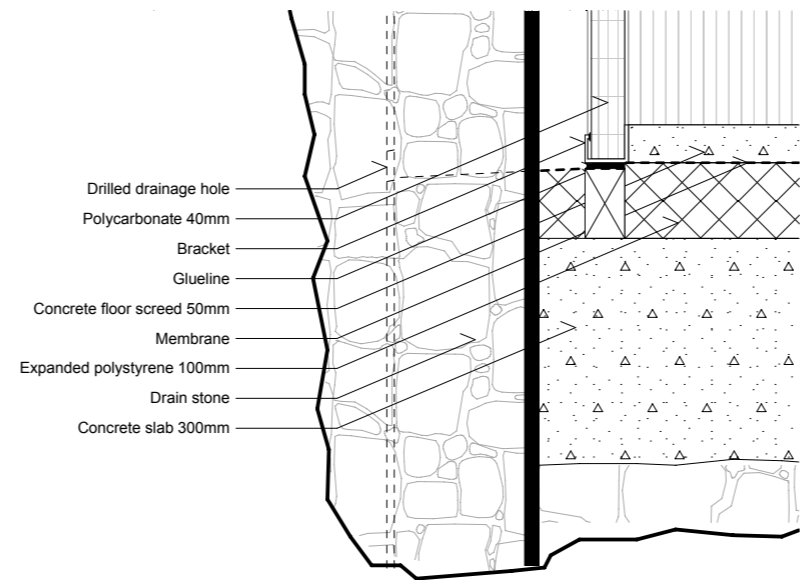 Drilled drainage hole
Polycarbonate 40mm
Bracket
Glueline
Concrete floor screed 50mm
Membrane
Expanded polystyrene 100mm
Drain stone
Concrete slab 300mm